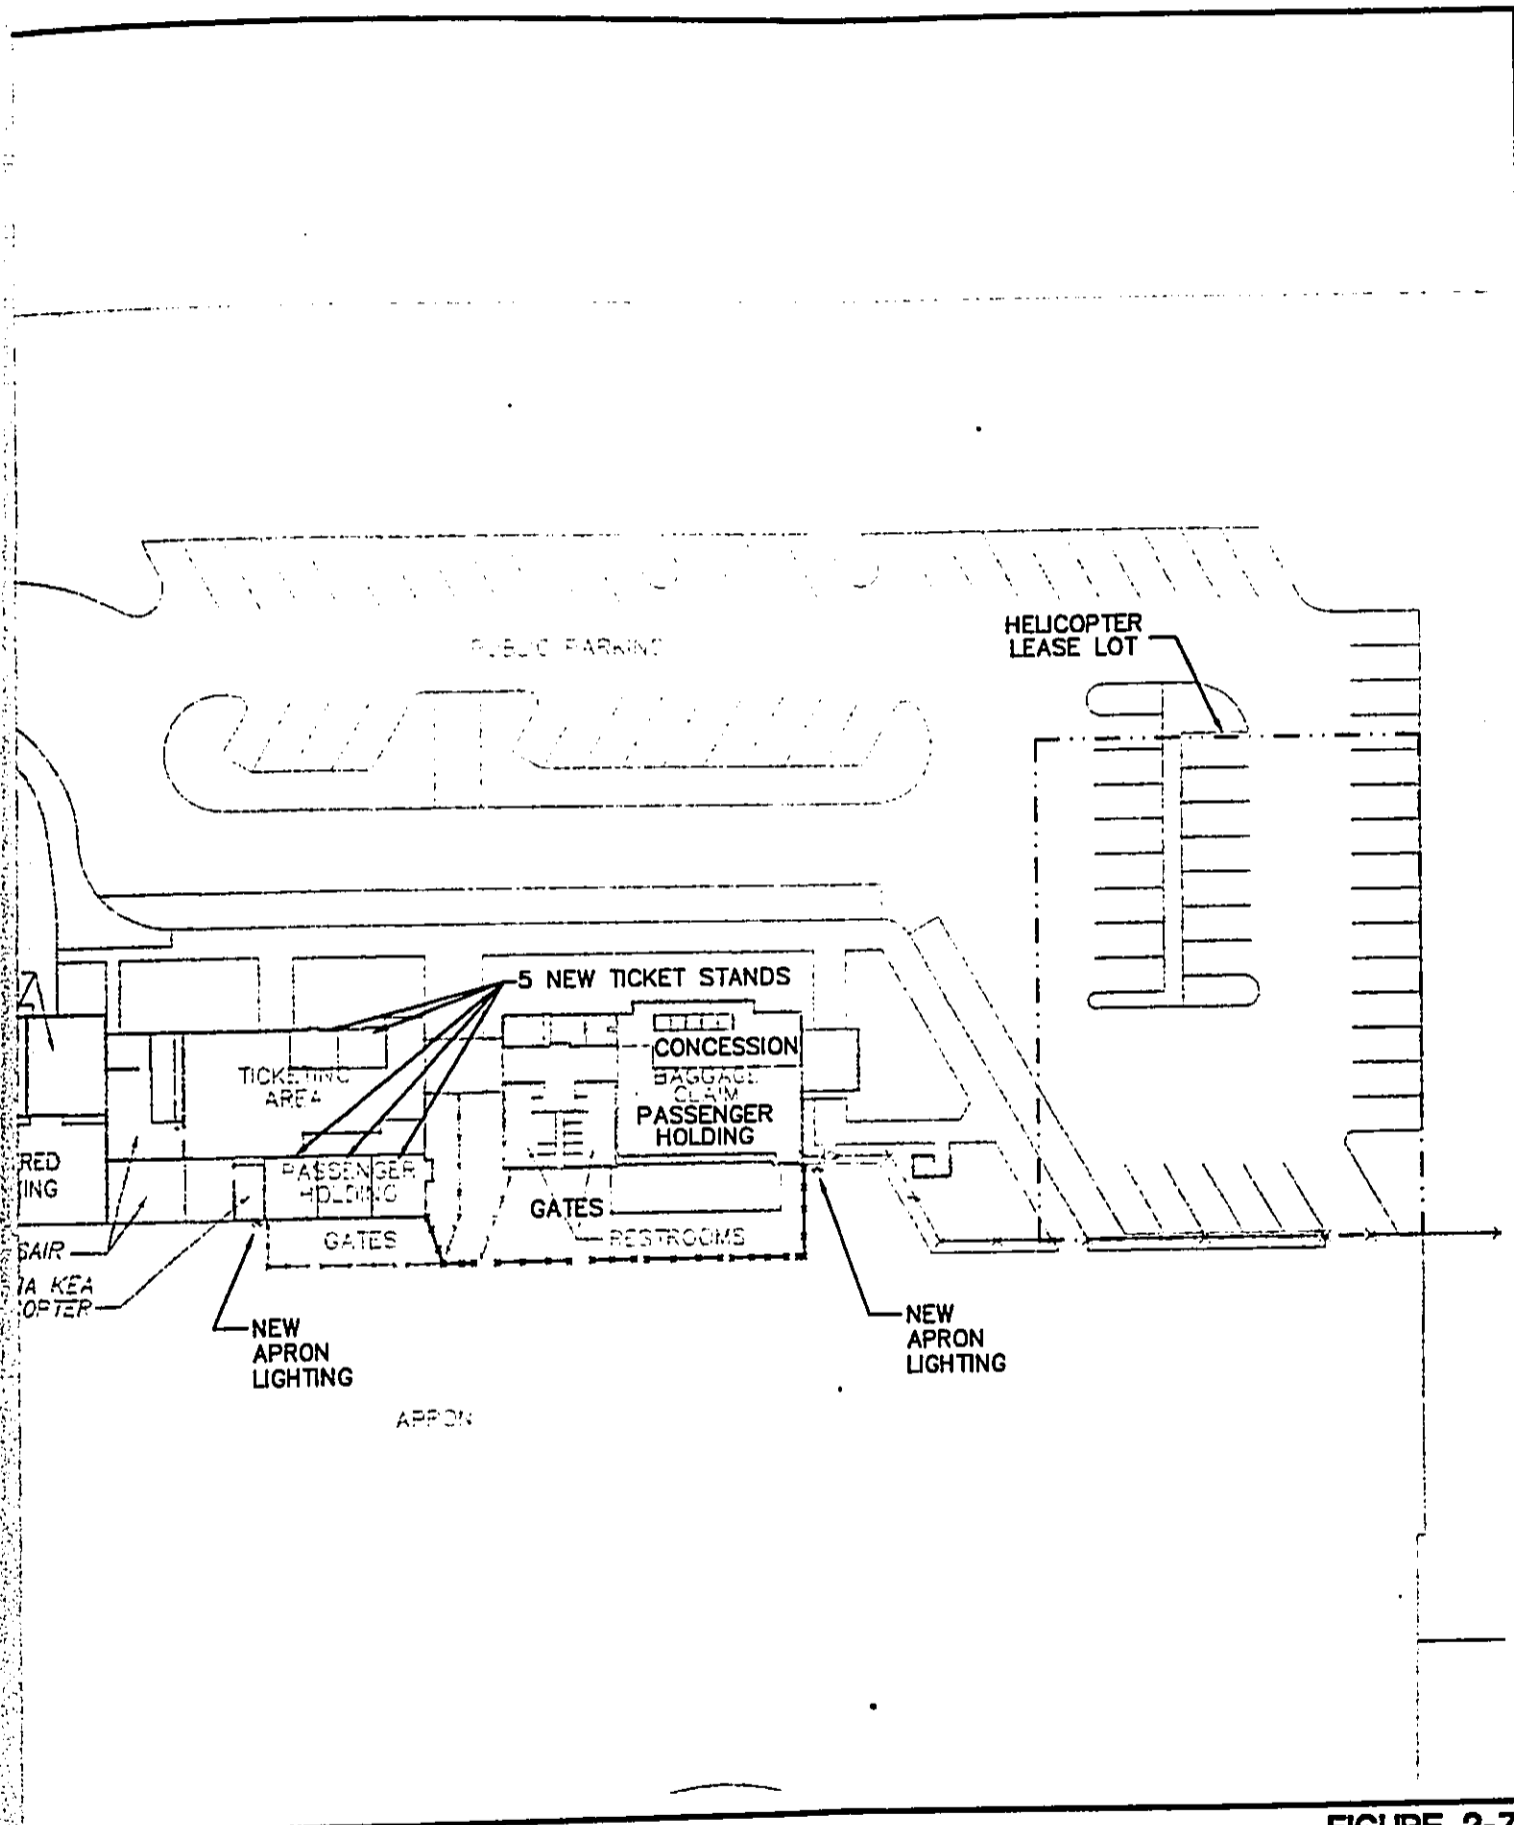 PUBLIC PARKING
HELICOPTER
LEASE LOT
5 NEW TICKET STANDS
CONCESSION
TICKETING
AREA
BAGGAGE
CLAIM
PASSENGER
HOLDING
RED
ING
PASSENGER
HOLDING
GATES
GATES
RESTROOMS
SAIR
A KEA
OPTER
NEW
APRON
LIGHTING
NEW
APRON
LIGHTING
APRON
FIGURE 2-7